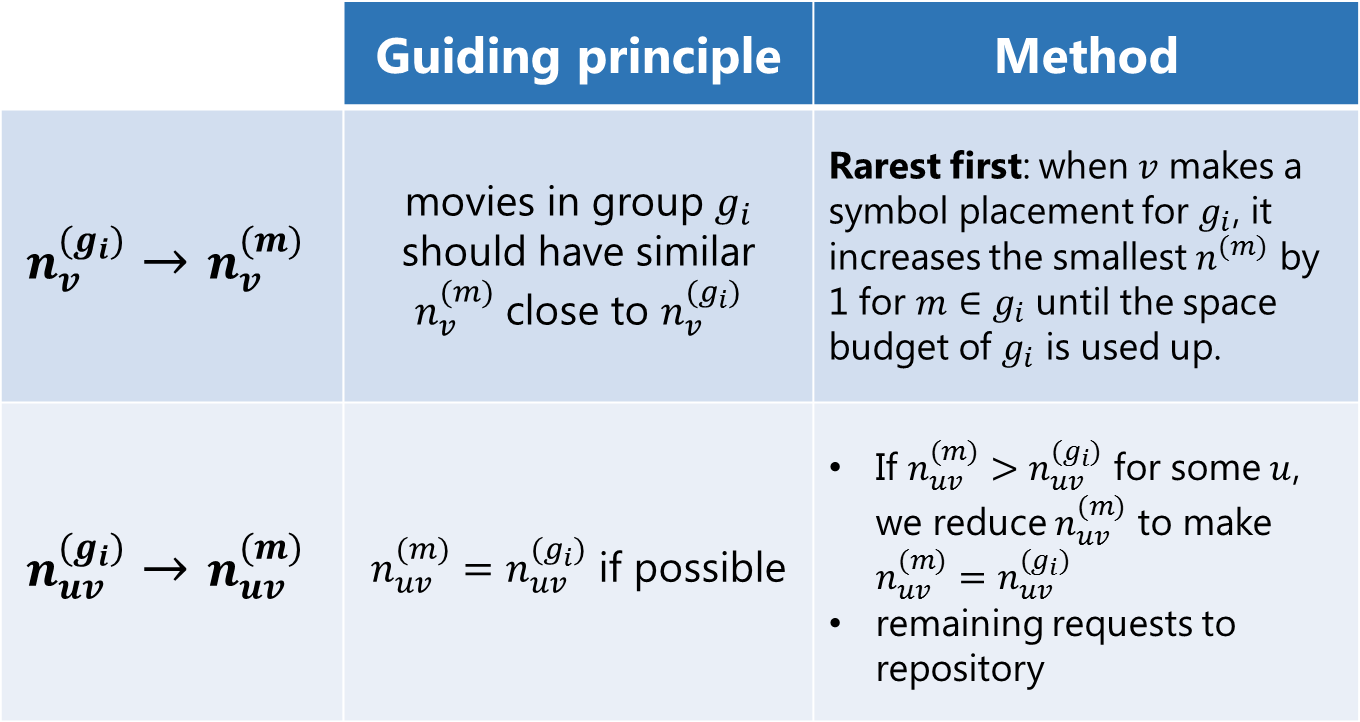 Guiding principle
Method
n_v^(g_i) → n_v^(m)
movies in group g_i
should have similar
n_v^(m) close to n_v^(g_i)
Rarest first: when v makes a
symbol placement for g_i, it
increases the smallest n^(m) by
1 for m ∈ g_i until the space
budget of g_i is used up.
n_uv^(g_i) → n_uv^(m)
n_uv^(m) = n_uv^(g_i) if possible
• If n_uv^(m) > n_uv^(g_i) for some u,
we reduce n_uv^(m) to make
n_uv^(m) = n_uv^(g_i)
• remaining requests to
repository